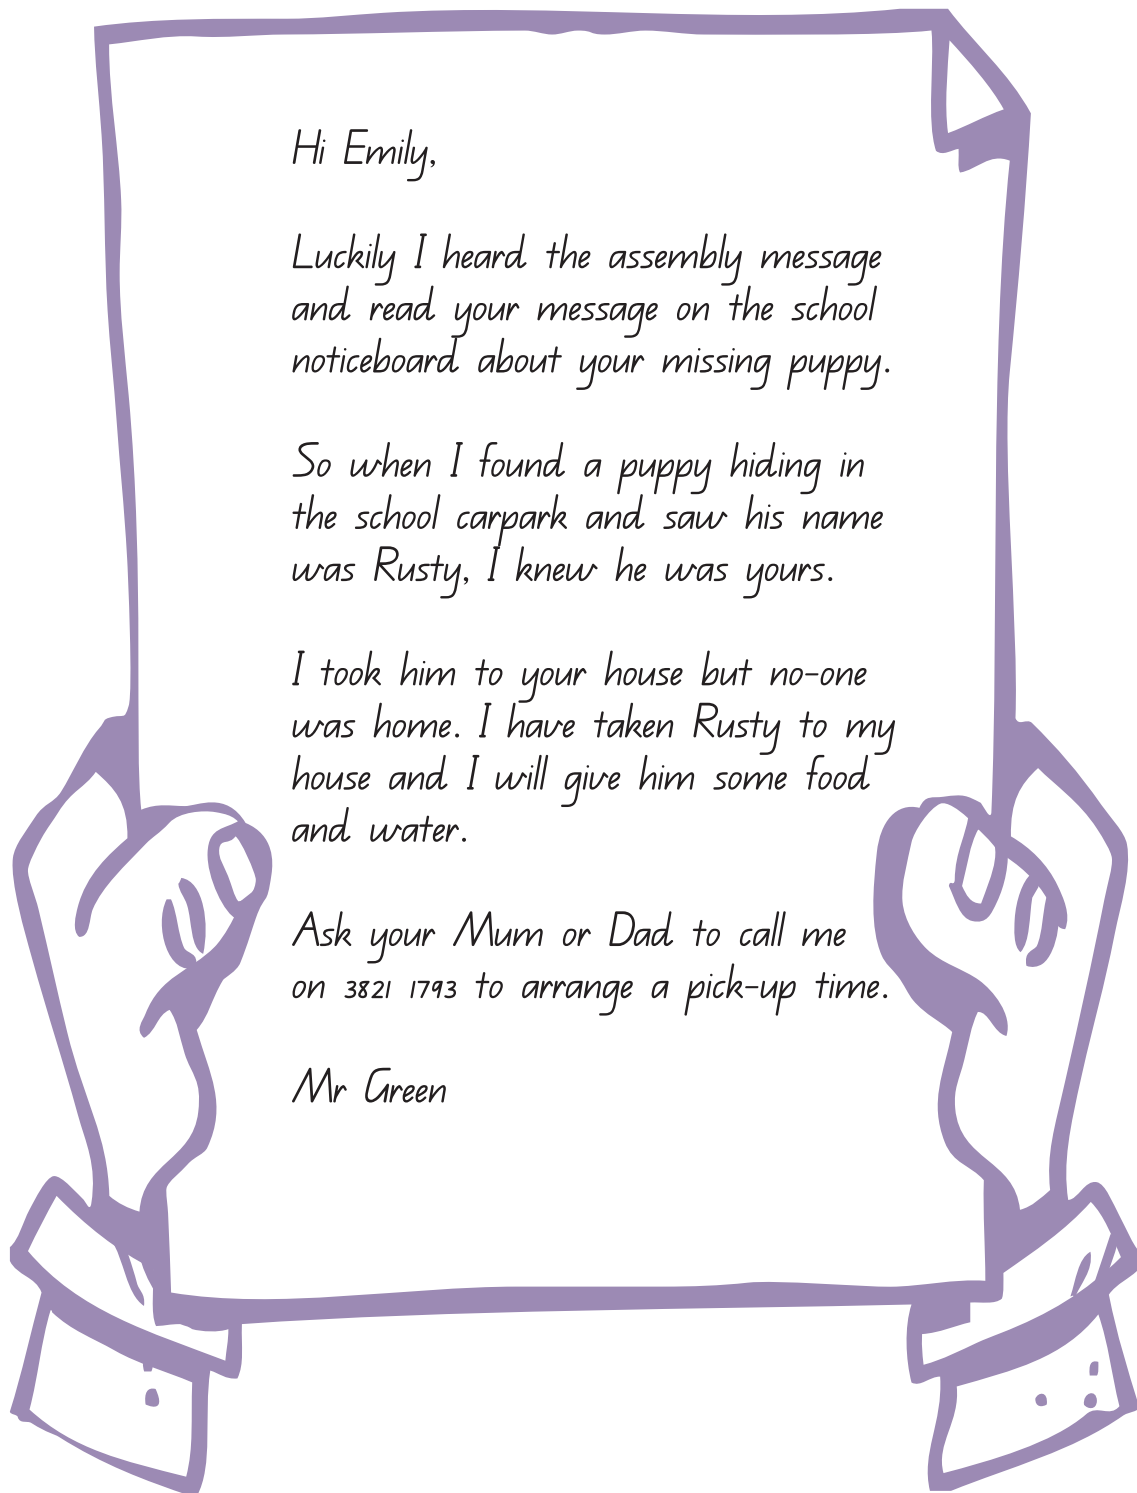 Hi Emily,
Luckily I heard the assembly message
and read your message on the school
noticeboard about your missing puppy.
So when I found a puppy hiding in
the school carpark and saw his name
was Rusty, I knew he was yours.
I took him to your house but no-one
was home. I have taken Rusty to my
house and I will give him some food
and water.
Ask your Mum or Dad to call me
on 3821 1793 to arrange a pick-up time.
Mr Green